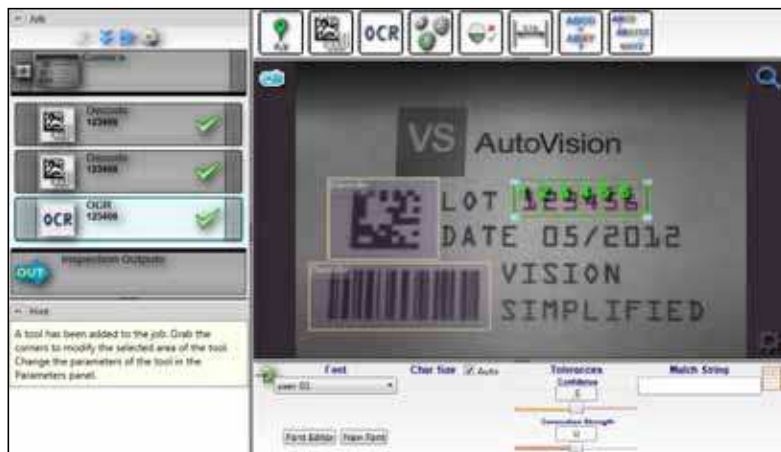 Job
Camera
Decode
123456
Decode
123456
OCR
123456
Inspection Outputs
OUT
Hint
A tool has been added to the job. Grab the
corners to modify the selected area of the tool.
Change the parameters of the tool in the
Parameters panel.
OCR
VS AutoVision
LOT 123456
DATE 05/2012
VISION
SIMPLIFIED
Font
Char Size
Auto
Tolerances
Match String
Confidence
Font Editor
New Font